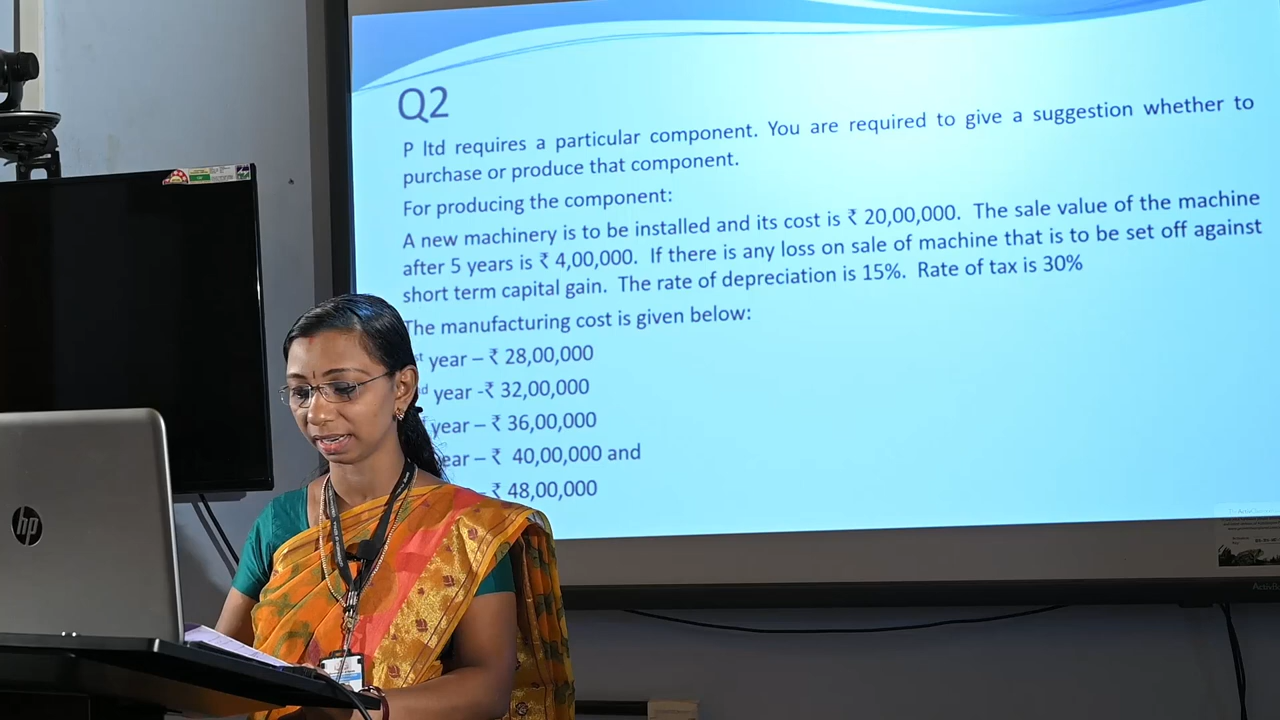 Q2
P ltd requires a particular component. You are required to give a suggestion whether to
purchase or produce that component.
For producing the component:
A new machinery is to be installed and its cost is ₹ 20,00,000. The sale value of the machine
after 5 years is ₹ 4,00,000. If there is any loss on sale of machine that is to be set off against
short term capital gain. The rate of depreciation is 15%. Rate of tax is 30%
The manufacturing cost is given below:
st year – ₹ 28,00,000
year -₹ 32,00,000
year – ₹ 36,00,000
ear – ₹ 40,00,000 and
– ₹ 48,00,000
hp